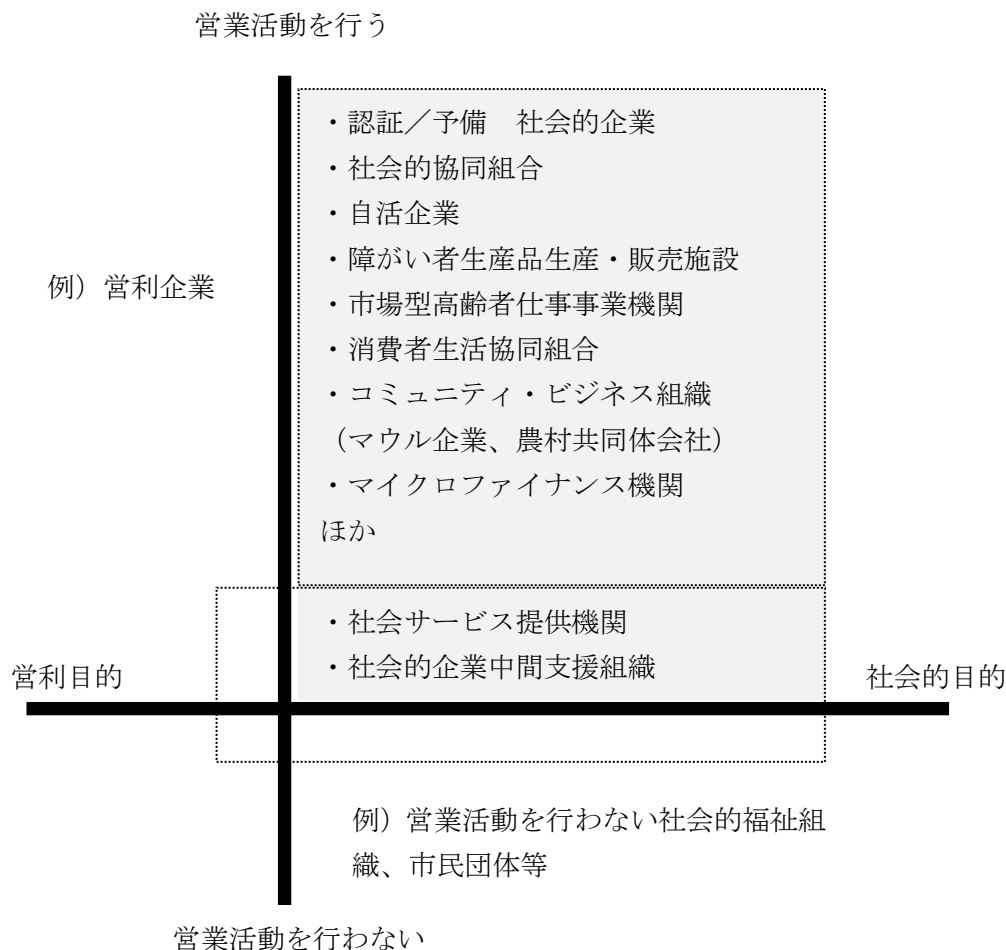 営業活動を行う
・認証／予備　社会的企業
・社会的協同組合
・自活企業
・障がい者生産品生産・販売施設
例）営利企業
・市場型高齢者仕事事業機関
・消費者生活協同組合
・コミュニティ・ビジネス組織
（マウル企業、農村共同体会社）
・マイクロファイナンス機関
ほか
・社会サービス提供機関
・社会的企業中間支援組織
営利目的
社会的目的
例）営業活動を行わない社会的福祉組
織、市民団体等
営業活動を行わない